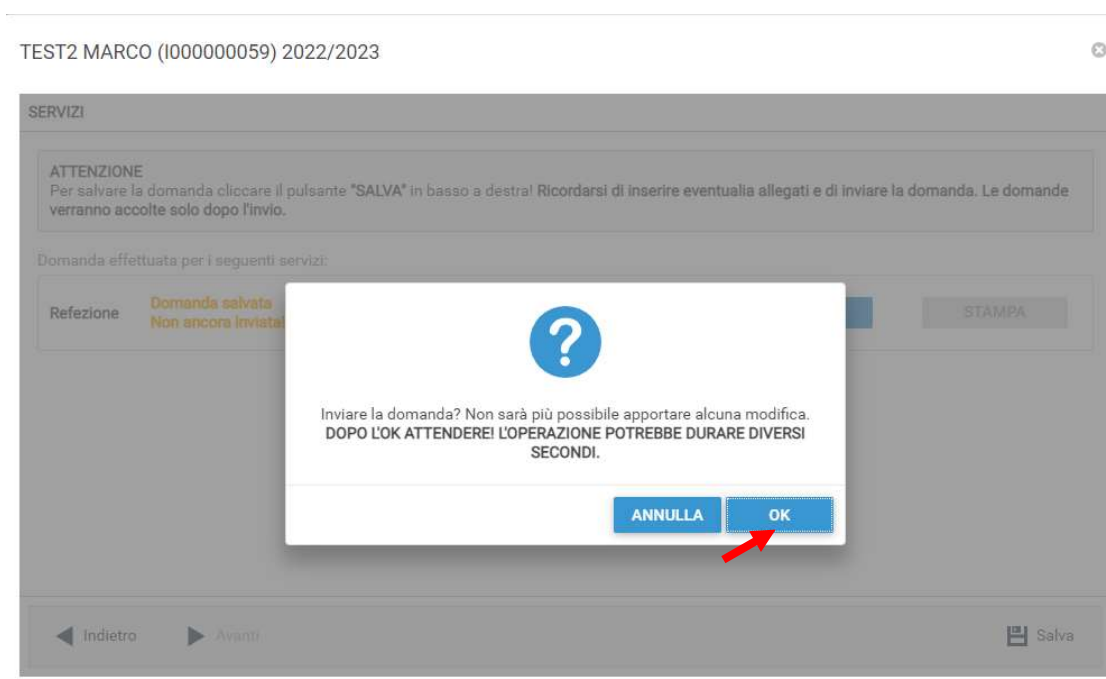 TEST2 MARCO (I000000059) 2022/2023
SERVIZI
ATTENZIONE
Per salvare la domanda cliccare il pulsante "SALVA" in basso a destra! Ricordarsi di inserire eventualia allegati e di inviare la domanda. Le domande
verranno accolte solo dopo l'invio.
Domanda effettuata per i seguenti servizi:
Refezione
Domanda salvata
Non ancora inviata!
STAMPA
Inviare la domanda? Non sarà più possibile apportare alcuna modifica.
DOPO L'OK ATTENDERE! L'OPERAZIONE POTREBBE DURARE DIVERSI
SECONDI.
ANNULLA
OK
Indietro
Avanti
Salva